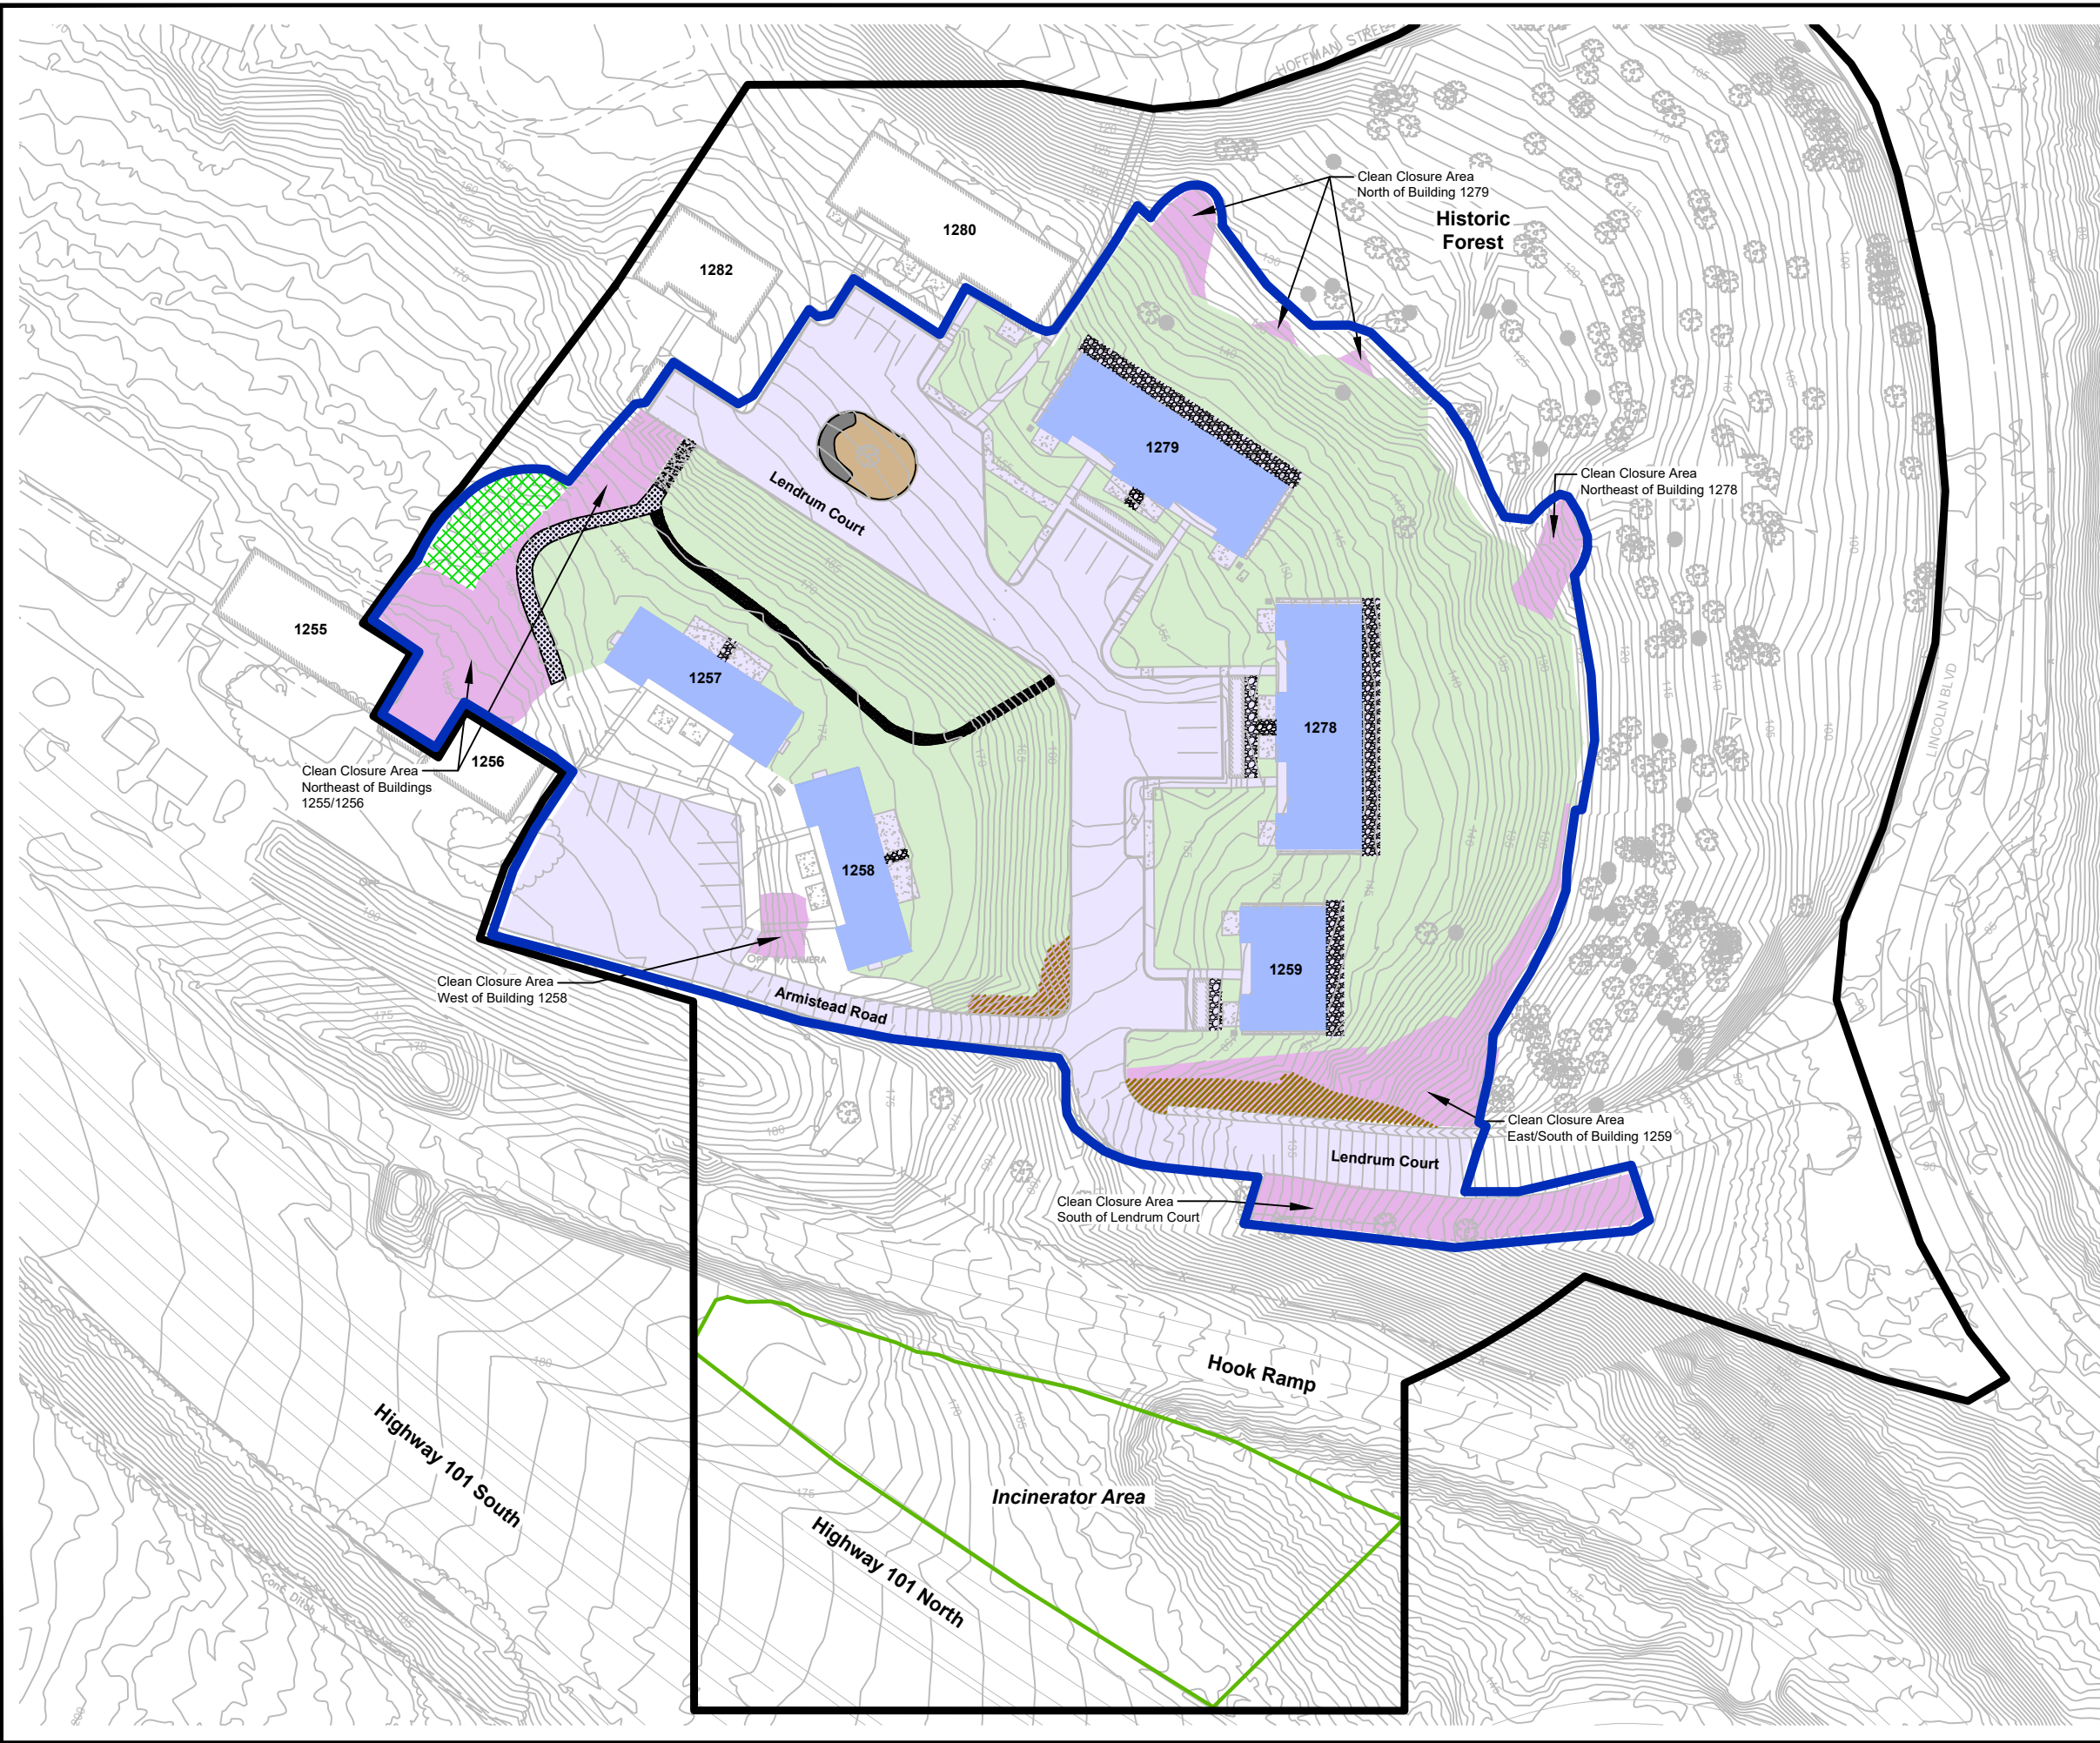 HOFFMAN STREET
Clean Closure Area
North of Building 1279
Historic
Forest
1280
1282
1279
Lendrum Court
Clean Closure Area
Northeast of Building 1278
1255
1257
1278
1256
Clean Closure Area
Northeast of Buildings
1255/1256
LINCOLN BLVD
1258
1259
Clean Closure Area
West of Building 1258
Armistead Road
Clean Closure Area
East/South of Building 1259
Lendrum Court
Clean Closure Area
South of Lendrum Court
Hook Ramp
Highway 101 South
Incinerator Area
Highway 101 North
Conc Ditch